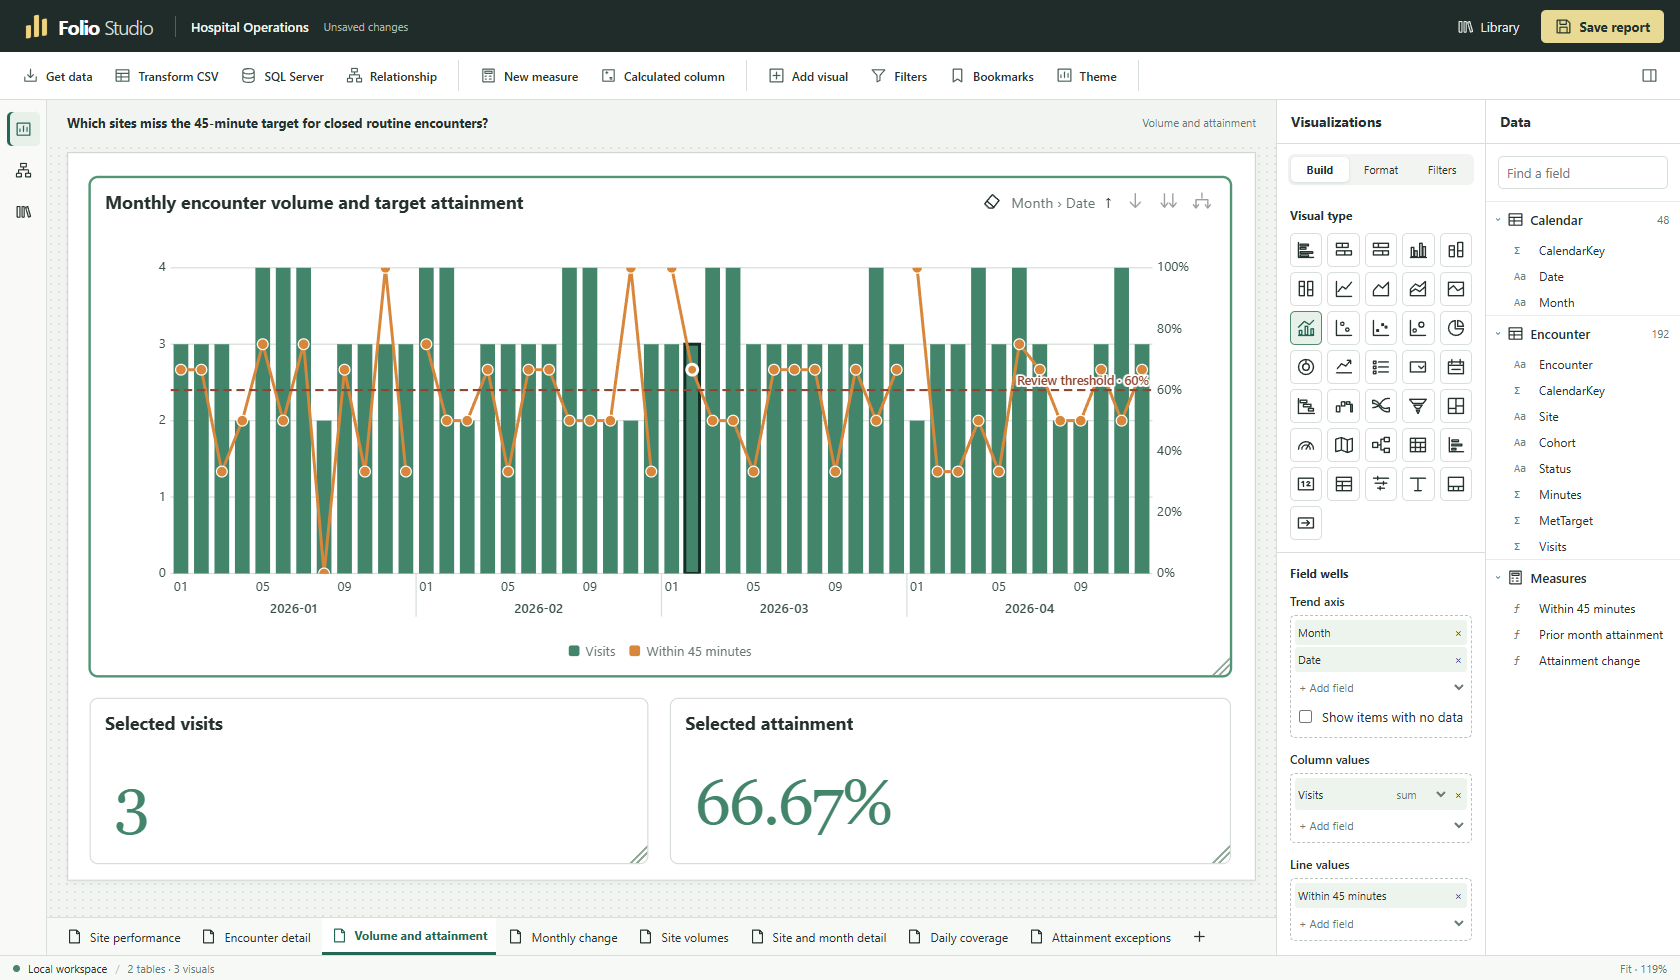 Folio Studio
Hospital Operations
Unsaved changes
Library
Save report
Get data
Transform CSV
SQL Server
Relationship
New measure
Calculated column
Add visual
Filters
Bookmarks
Theme
Which sites miss the 45-minute target for closed routine encounters?
Volume and attainment
Monthly encounter volume and target attainment
Month › Date ↑
4
3
2
1
0
100%
80%
60%
40%
20%
0%
Review threshold · 60%
01 05 09 01 05 09 01 05 09 01 05 09
2026-01 2026-02 2026-03 2026-04
Visits
Within 45 minutes
Selected visits
3
Selected attainment
66.67%
Site performance
Encounter detail
Volume and attainment
Monthly change
Site volumes
Site and month detail
Daily coverage
Attainment exceptions
+
Local workspace / 2 tables · 3 visuals
Fit · 119%
Visualizations
Build
Format
Filters
Visual type
12
Field wells
Trend axis
Month ×
Date ×
+ Add field
Show items with no data
Column values
Visits sum ×
+ Add field
Line values
Within 45 minutes ×
+ Add field
Data
Find a field
Calendar 48
Σ CalendarKey
Aa Date
Aa Month
Encounter 192
Aa Encounter
Σ CalendarKey
Aa Site
Aa Cohort
Aa Status
Σ Minutes
Σ MetTarget
Σ Visits
Measures
ƒ Within 45 minutes
ƒ Prior month attainment
ƒ Attainment change